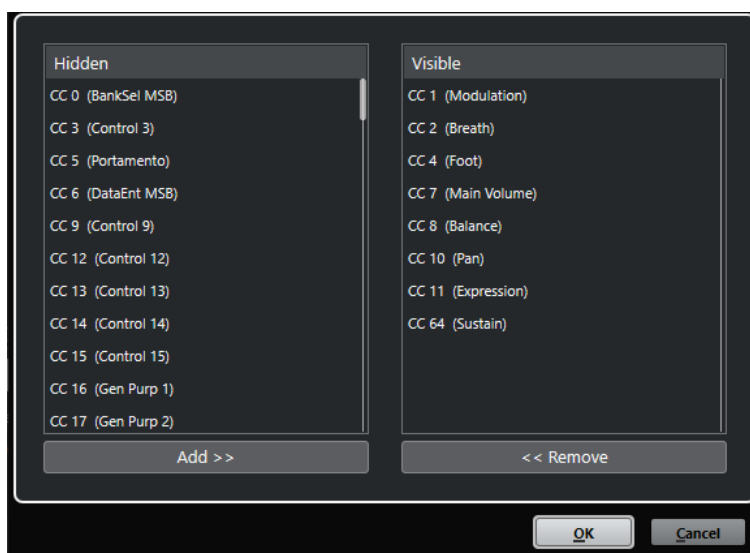 Hidden
CC 0 (BankSel MSB)
CC 3 (Control 3)
CC 5 (Portamento)
CC 6 (DataEnt MSB)
CC 9 (Control 9)
CC 12 (Control 12)
CC 13 (Control 13)
CC 14 (Control 14)
CC 15 (Control 15)
CC 16 (Gen Purp 1)
CC 17 (Gen Purp 2)
Add >>
Visible
CC 1 (Modulation)
CC 2 (Breath)
CC 4 (Foot)
CC 7 (Main Volume)
CC 8 (Balance)
CC 10 (Pan)
CC 11 (Expression)
CC 64 (Sustain)
<< Remove
OK
Cancel